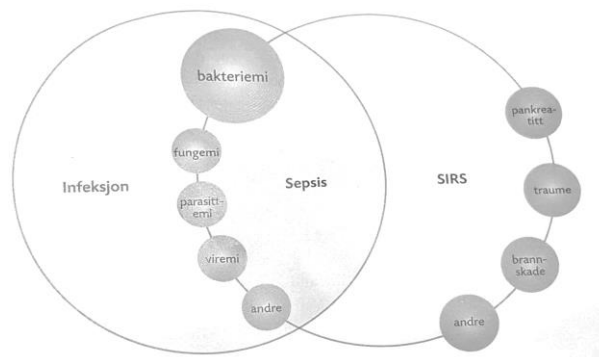 bakteriemi
fungemi
parasitt-
emi
viremi
andre
Infeksjon
Sepsis
SIRS
pankrea-
titt
traume
brann-
skade
andre